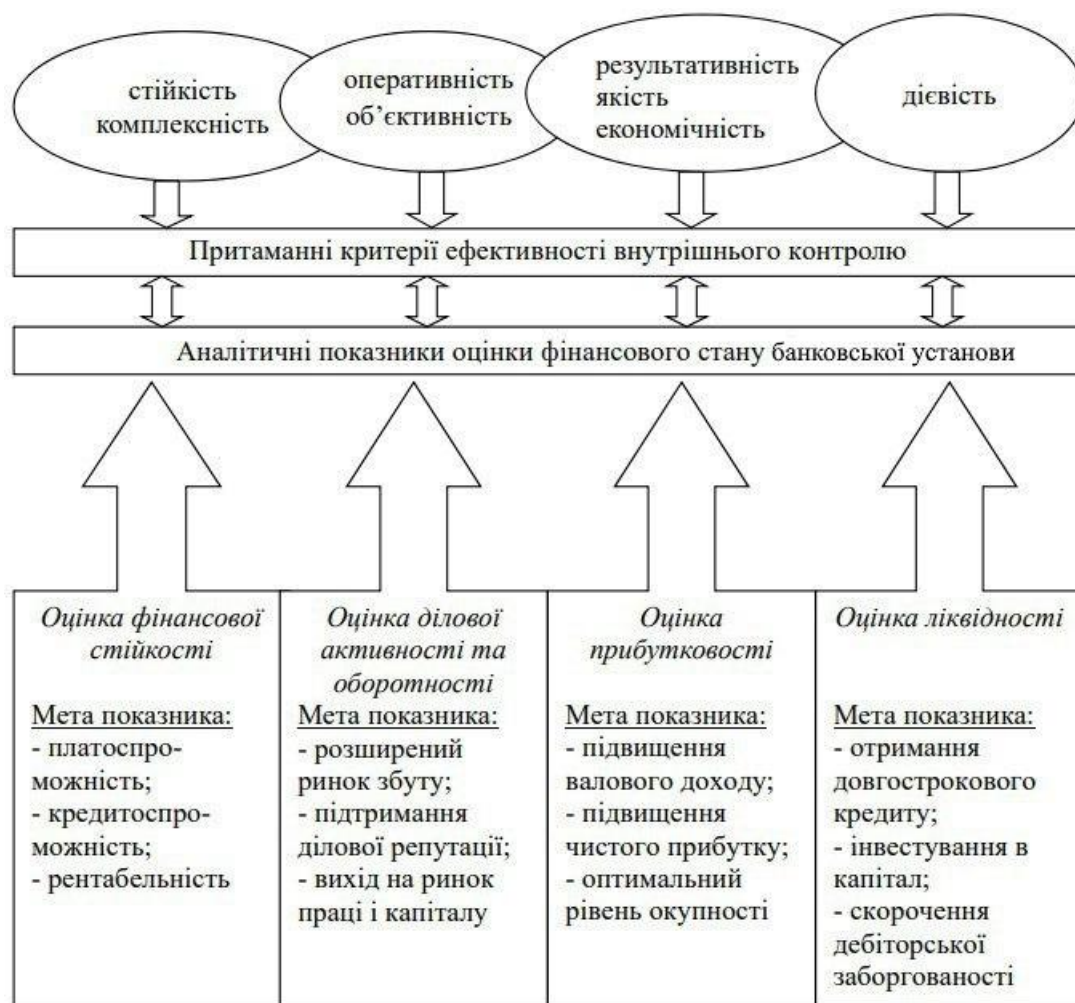 стійкість
комплексність
оперативність
об’єктивність
результативність
якість
економічність
дієвість
Притаманні критерії ефективності внутрішнього контролю
Аналітичні показники оцінки фінансового стану банковської установи
Оцінка фінансової
стійкості
Мета показника:
- платоспро-
можність;
- кредитоспро-
можність;
- рентабельність
Оцінка ділової
активності та
оборотності
Мета показника:
- розширений
ринок збуту;
- підтримання
ділової репутації;
- вихід на ринок
праці і капіталу
Оцінка
прибутковості
Мета показника:
- підвищення
валового доходу;
- підвищення
чистого прибутку;
- оптимальний
рівень окупності
Оцінка ліквідності
Мета показника:
- отримання
довгострокового
кредиту;
- інвестування в
капітал;
- скорочення
дебіторської
заборгованості